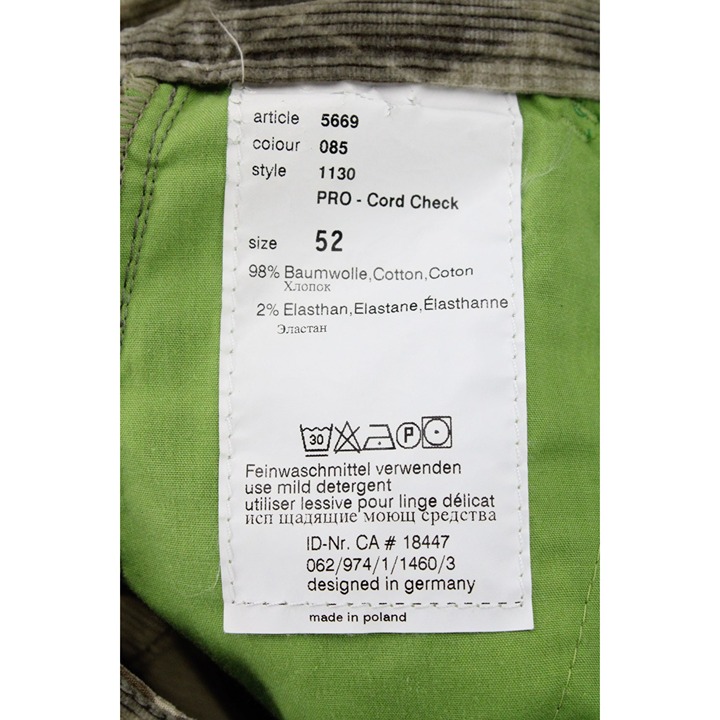 article 5669
colour 085
style 1130
PRO - Cord Check
size 52
98% Baumwolle,Cotton,Coton
Хлопок
2% Elasthan,Elastane,Élasthanne
Эластан
30 P
Feinwaschmittel verwenden
use mild detergent
utiliser lessive pour linge délicat
исп щадящие моющ средства
ID-Nr. CA # 18447
062/974/1/1460/3
designed in germany
made in poland